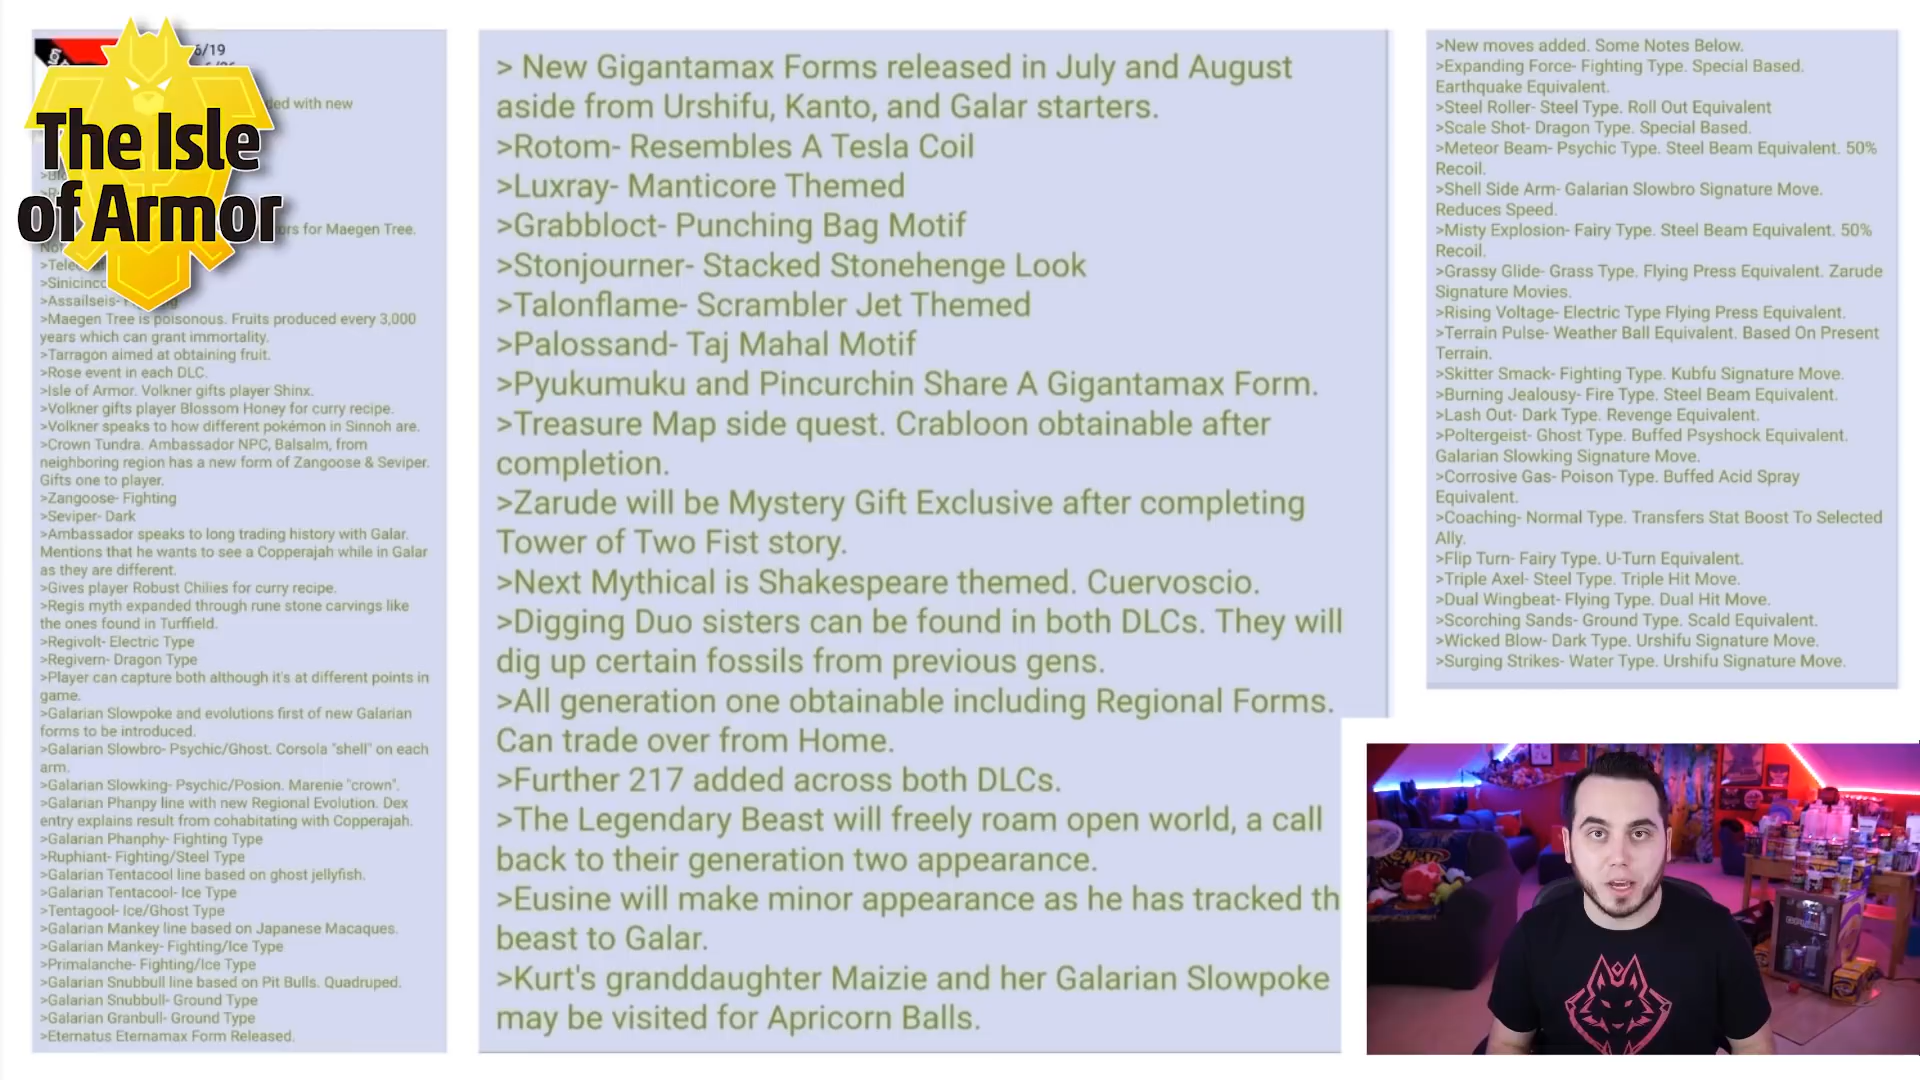 The Isle
of Armor
6/19
ded with new
ors for Maegen Tree.
>Sinicinc
>Assailseis-
>Maegen Tree is poisonous. Fruits produced every 3,000
years which can grant immortality.
>Tarragon aimed at obtaining fruit.
>Rose event in each DLC.
>Isle of Armor. Volkner gifts player Shinx.
>Volkner gifts player Blossom Honey for curry recipe.
>Volkner speaks to how different pokémon in Sinnoh are.
>Crown Tundra. Ambassador NPC, Balsalm, from
neighboring region has a new form of Zangoose & Seviper.
Gifts one to player.
>Zangoose- Fighting
>Seviper- Dark
>Ambassador speaks to long trading history with Galar.
Mentions that he wants to see a Copperajah while in Galar
as they are different.
>Gives player Robust Chilies for curry recipe.
>Regis myth expanded through rune stone carvings like
the ones found in Turffield.
>Regivolt- Electric Type
>Regivern- Dragon Type
>Player can capture both although it's at different points in
game.
>Galarian Slowpoke and evolutions first of new Galarian
forms to be introduced.
>Galarian Slowbro- Psychic/Ghost. Corsola "shell" on each
arm.
>Galarian Slowking- Psychic/Posion. Marenie "crown".
>Galarian Phanpy line with new Regional Evolution. Dex
entry explains result from cohabitating with Copperajah.
>Galarian Phanphy- Fighting Type
>Ruphiant- Fighting/Steel Type
>Galarian Tentacool line based on ghost jellyfish.
>Galarian Tentacool- Ice Type
>Tentagool- Ice/Ghost Type
>Galarian Mankey line based on Japanese Macaques.
>Galarian Mankey- Fighting/Ice Type
>Primalanche- Fighting/Ice Type
>Galarian Snubbull line based on Pit Bulls. Quadruped.
>Galarian Snubbull- Ground Type
>Galarian Granbull- Ground Type
>Eternatus Eternamax Form Released.
> New Gigantamax Forms released in July and August
aside from Urshifu, Kanto, and Galar starters.
>Rotom- Resembles A Tesla Coil
>Luxray- Manticore Themed
>Grabbloct- Punching Bag Motif
>Stonjourner- Stacked Stonehenge Look
>Talonflame- Scrambler Jet Themed
>Palossand- Taj Mahal Motif
>Pyukumuku and Pincurchin Share A Gigantamax Form.
>Treasure Map side quest. Crabloon obtainable after
completion.
>Zarude will be Mystery Gift Exclusive after completing
Tower of Two Fist story.
>Next Mythical is Shakespeare themed. Cuervoscio.
>Digging Duo sisters can be found in both DLCs. They will
dig up certain fossils from previous gens.
>All generation one obtainable including Regional Forms.
Can trade over from Home.
>Further 217 added across both DLCs.
>The Legendary Beast will freely roam open world, a call
back to their generation two appearance.
>Eusine will make minor appearance as he has tracked th
beast to Galar.
>Kurt's granddaughter Maizie and her Galarian Slowpoke
may be visited for Apricorn Balls.
>New moves added. Some Notes Below.
>Expanding Force- Fighting Type. Special Based.
Earthquake Equivalent.
>Steel Roller- Steel Type. Roll Out Equivalent
>Scale Shot- Dragon Type. Special Based.
>Meteor Beam- Psychic Type. Steel Beam Equivalent. 50%
Recoil.
>Shell Side Arm- Galarian Slowbro Signature Move.
Reduces Speed.
>Misty Explosion- Fairy Type. Steel Beam Equivalent. 50%
Recoil.
>Grassy Glide- Grass Type. Flying Press Equivalent. Zarude
Signature Movies.
>Rising Voltage- Electric Type Flying Press Equivalent.
>Terrain Pulse- Weather Ball Equivalent. Based On Present
Terrain.
>Skitter Smack- Fighting Type. Kubfu Signature Move.
>Burning Jealousy- Fire Type. Steel Beam Equivalent.
>Lash Out- Dark Type. Revenge Equivalent.
>Poltergeist- Ghost Type. Buffed Psyshock Equivalent.
Galarian Slowking Signature Move.
>Corrosive Gas- Poison Type. Buffed Acid Spray
Equivalent.
>Coaching- Normal Type. Transfers Stat Boost To Selected
Ally.
>Flip Turn- Fairy Type. U-Turn Equivalent.
>Triple Axel- Steel Type. Triple Hit Move.
>Dual Wingbeat- Flying Type. Dual Hit Move.
>Scorching Sands- Ground Type. Scald Equivalent.
>Wicked Blow- Dark Type. Urshifu Signature Move.
>Surging Strikes- Water Type. Urshifu Signature Move.